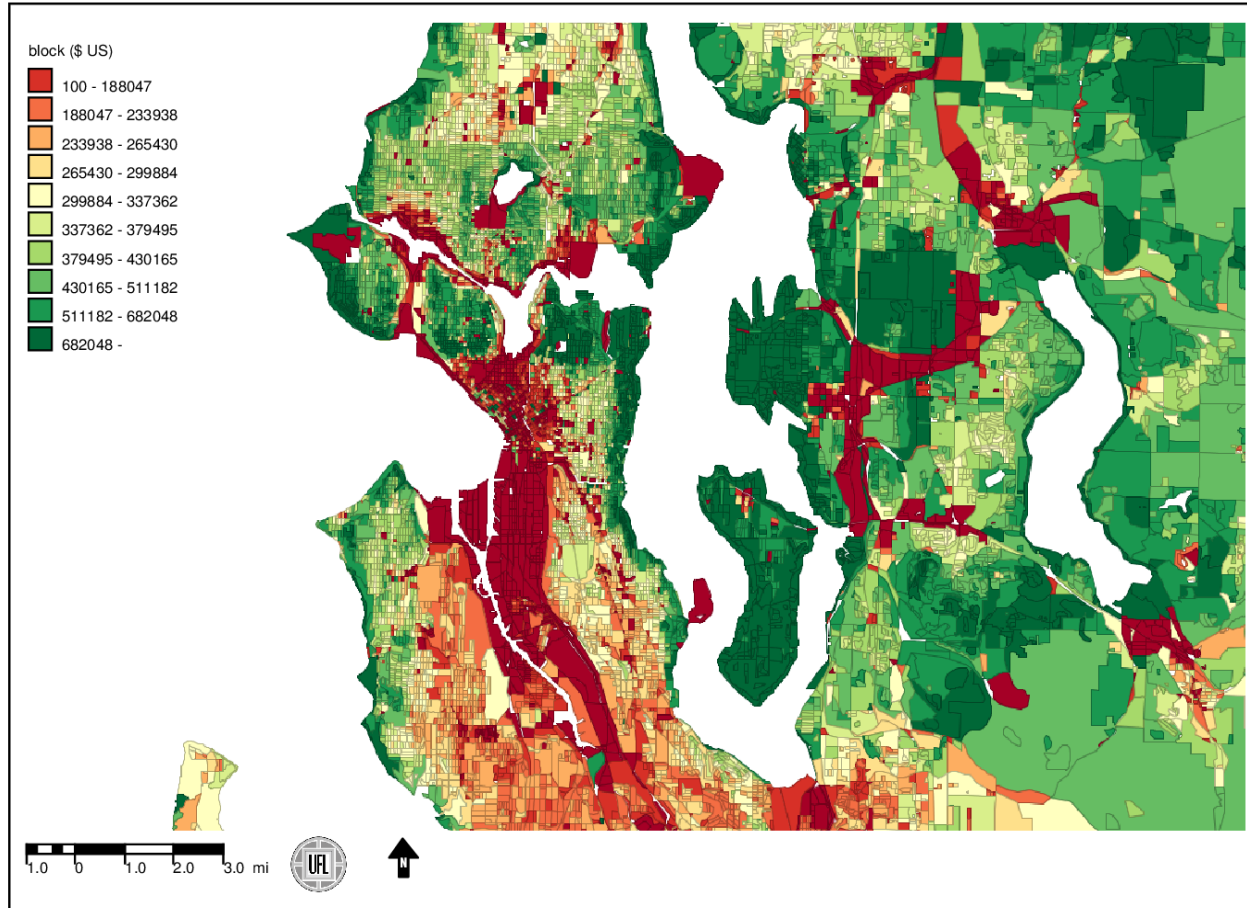 block ($ US)
100 - 188047
188047 - 233938
233938 - 265430
265430 - 299884
299884 - 337362
337362 - 379495
379495 - 430165
430165 - 511182
511182 - 682048
682048 -
1.0 0 1.0 2.0 3.0 mi
UFL
N